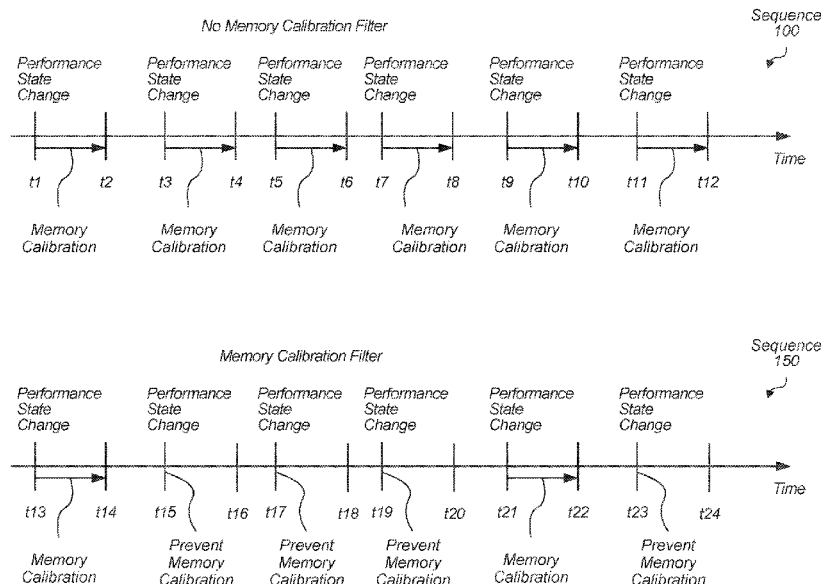 No Memory Calibration Filter
Sequence
100
Performance
State
Change
Performance
State
Change
Performance
State
Change
Performance
State
Change
Performance
State
Change
Performance
State
Change
Time
t1 t2 t3 t4 t5 t6 t7 t8 t9 t10 t11 t12
Memory
Calibration
Memory
Calibration
Memory
Calibration
Memory
Calibration
Memory
Calibration
Memory
Calibration
Memory Calibration Filter
Sequence
150
Performance
State
Change
Performance
State
Change
Performance
State
Change
Performance
State
Change
Performance
State
Change
Performance
State
Change
Time
t13 t14 t15 t16 t17 t18 t19 t20 t21 t22 t23 t24
Memory
Calibration
Prevent
Memory
Calibration
Prevent
Memory
Calibration
Prevent
Memory
Calibration
Memory
Calibration
Prevent
Memory
Calibration